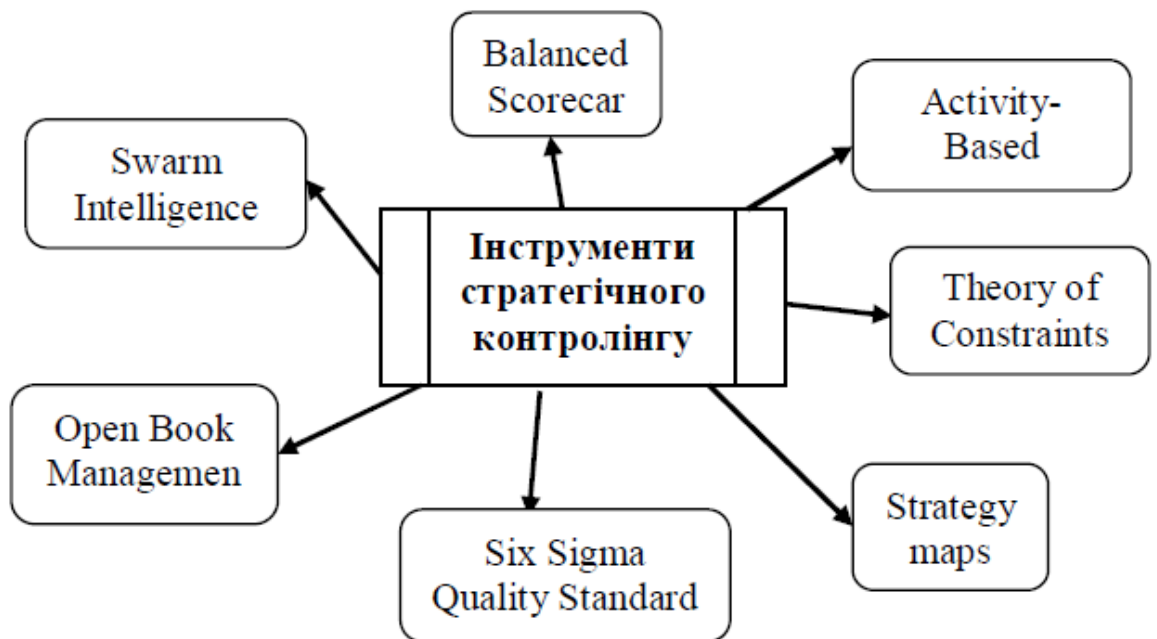 Balanced
Scorecar
Activity-
Based
Swarm
Intelligence
Інструменти
стратегічного
контролінгу
Theory of
Constraints
Open Book
Managemen
Strategy
maps
Six Sigma
Quality Standard